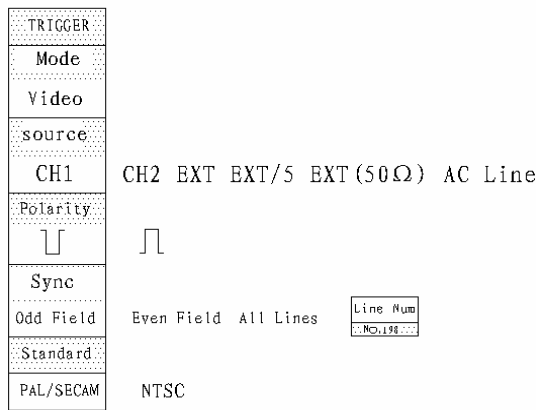 TRIGGER
Mode
Video
source
CH1 CH2 EXT EXT/5 EXT(50Ω) AC Line
Polarity
Sync
Odd Field Even Field All Lines Line Num
NO.198
Standard
PAL/SECAM NTSC